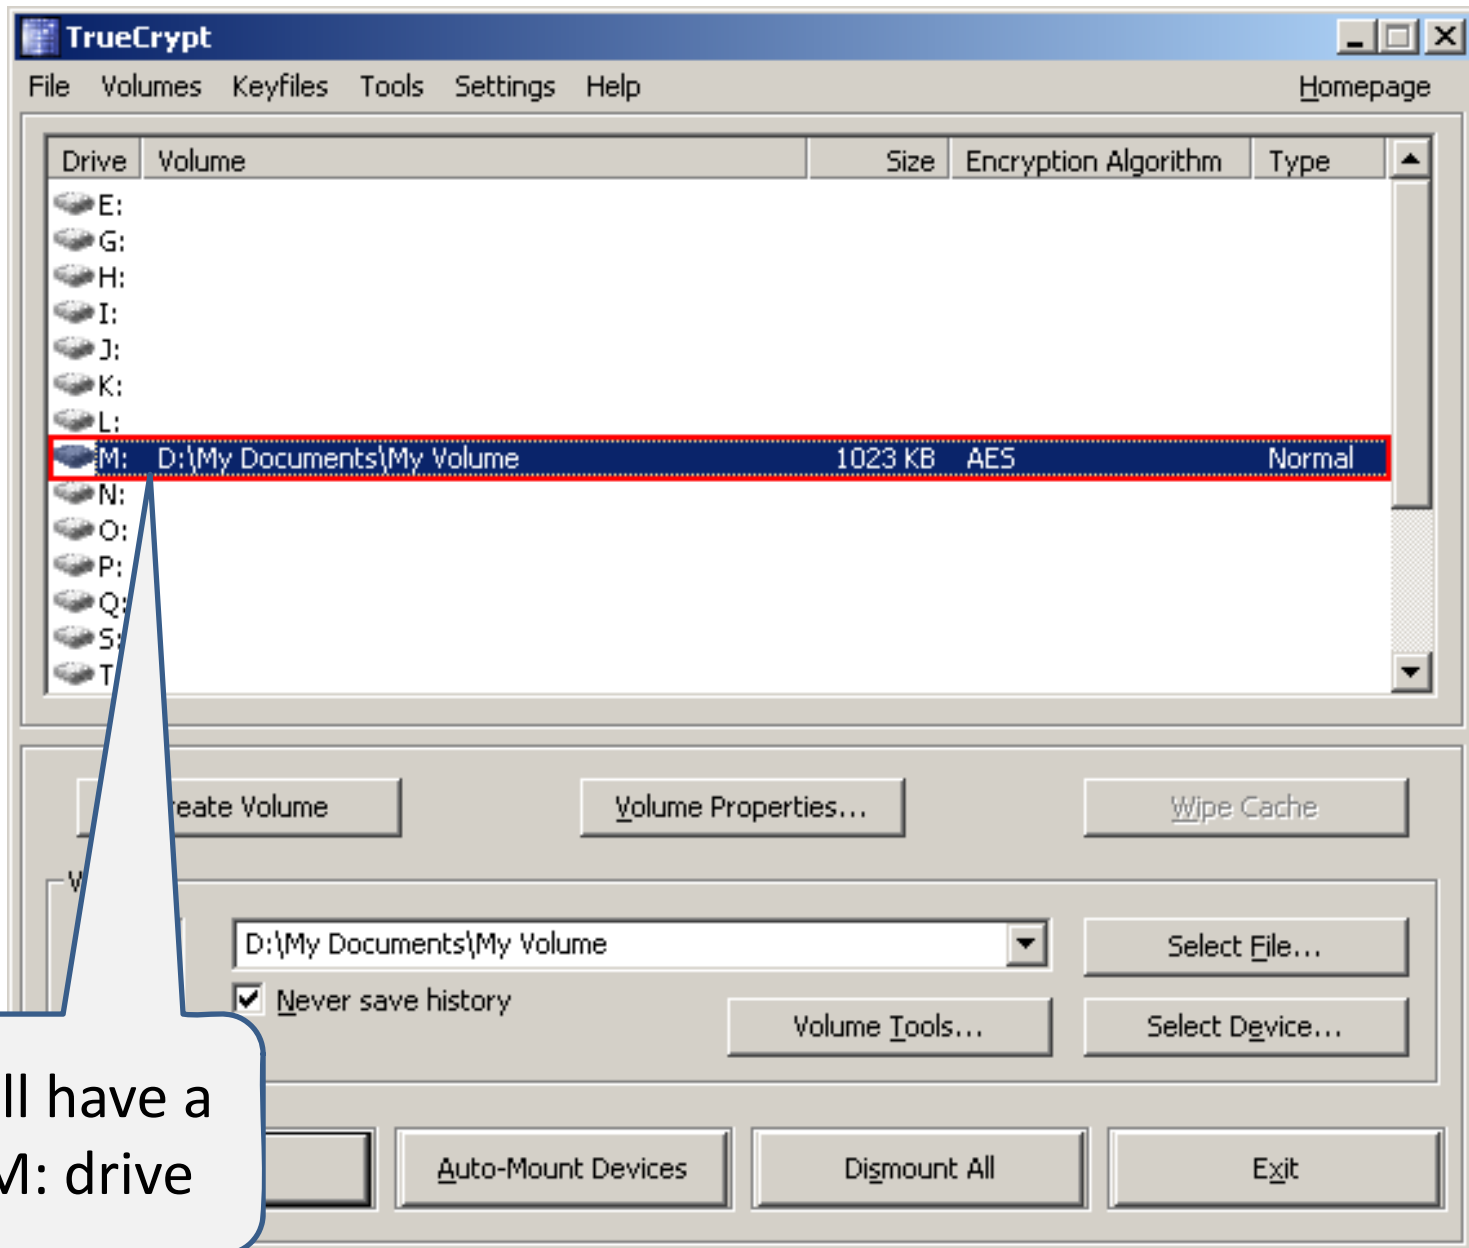 TrueCrypt
File Volumes Keyfiles Tools Settings Help Homepage
Drive Volume Size Encryption Algorithm Type
E:
G:
H:
I:
J:
K:
L:
M: D:\My Documents\My Volume 1023 KB AES Normal
N:
O:
P:
Q:
S:
T
Volume Properties... Wipe Cache
Volume
D:\My Documents\My Volume Select File...
Never save history
Volume Tools... Select Device...
have a
M: drive
Auto-Mount Devices Dismount All Exit